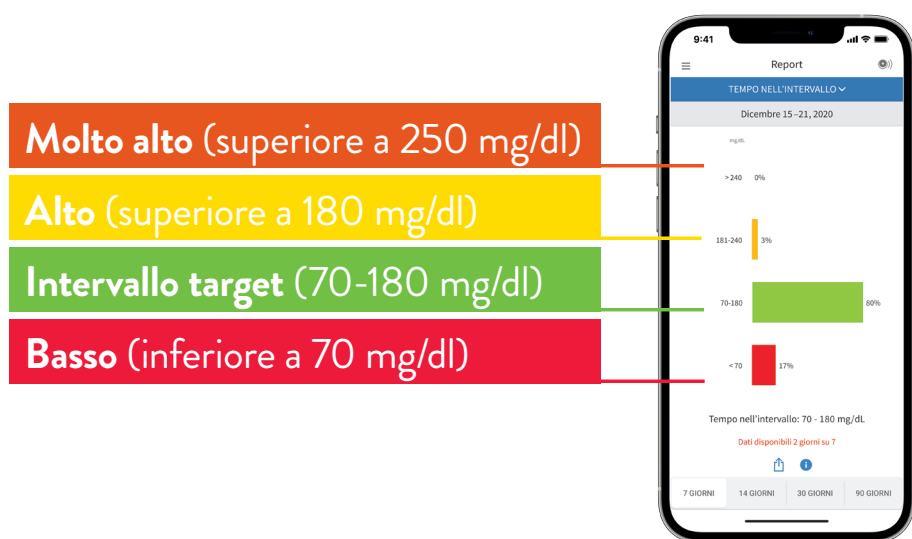 Molto alto (superiore a 250 mg/dl)
Alto (superiore a 180 mg/dl)
Intervallo target (70-180 mg/dl)
Basso (inferiore a 70 mg/dl)
9:41
Report
TEMPO NELL'INTERVALLO
Dicembre 15–21, 2020
mg/dL
>240 0%
181-240 3%
70-180 80%
<70 17%
Tempo nell'intervallo: 70 - 180 mg/dL
Dati disponibili 2 giorni su 7
7 GIORNI 14 GIORNI 30 GIORNI 90 GIORNI